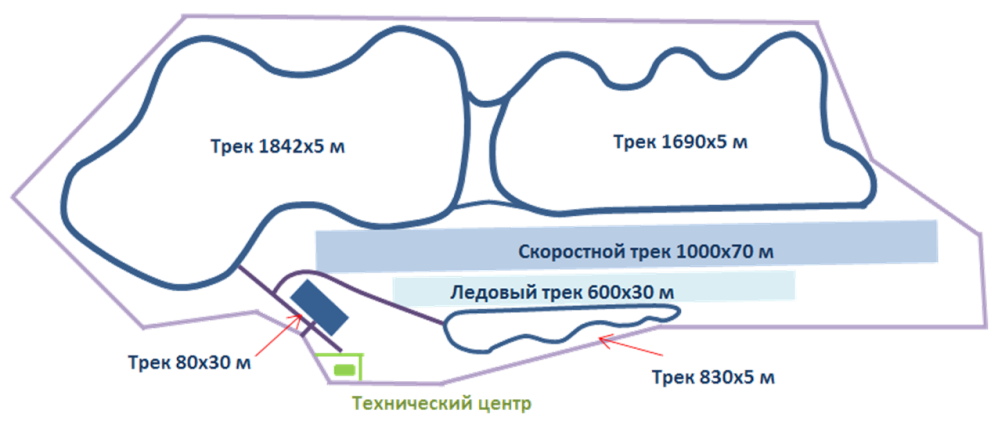 Трек 1842x5 м
Трек 1690x5 м
Скоростной трек 1000x70 м
Ледовый трек 600x30 м
Трек 80x30 м
Трек 830x5 м
Технический центр